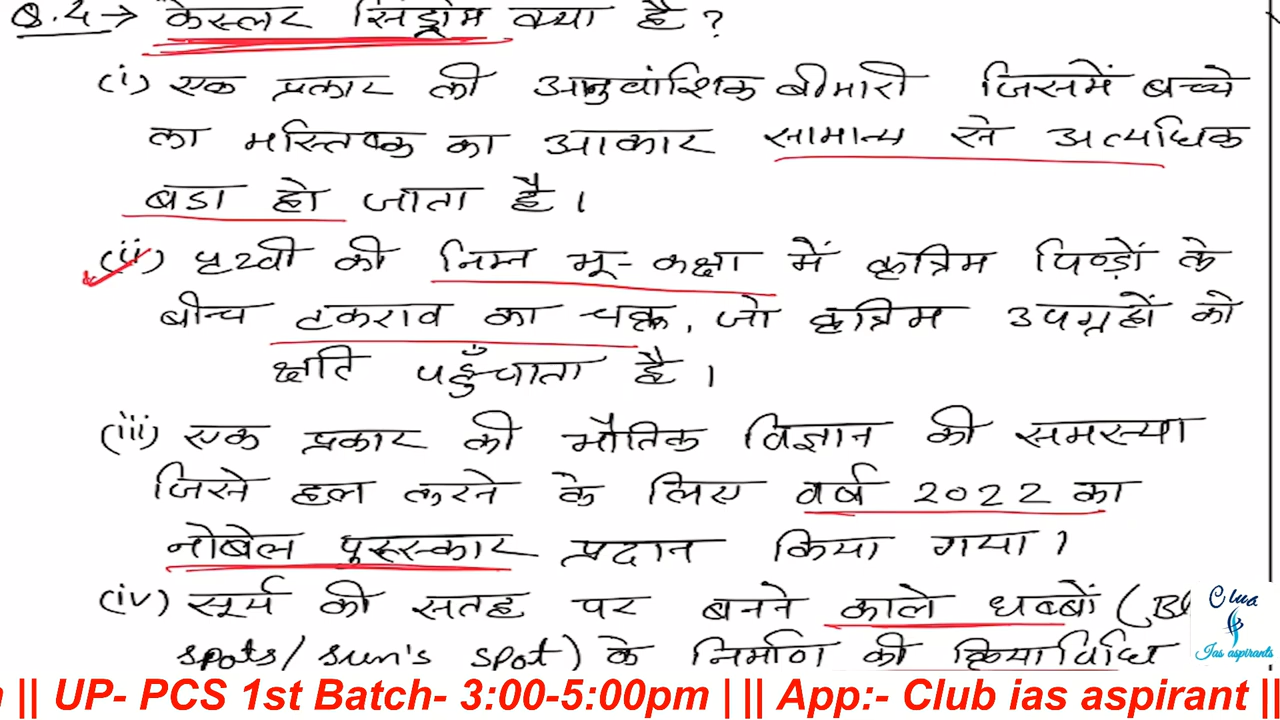 Q.4→ केस्लर सिंड्रोम क्या है?
(i) एक प्रकार की आनुवांशिक बीमारी जिसमें बच्चे
का मस्तिष्क का आकार सामान्य से अत्यधिक
बडा हो जाता है।
(ii) पृथ्वी की निम्न भू-कक्षा में कृत्रिम पिण्ड़ों के
बीच टकराव का चक्र, जो कृत्रिम उपग्रहों को
क्षति पहुँचाता है।
(iii) एक प्रकार की भौतिक विज्ञान की समस्या
जिसे हल करने के लिए वर्ष 2022 का
नोबेल पुरस्कार प्रदान किया गया।
(iv) सूर्य की सतह पर बनने काले धब्बों
spots/sun's spot) के निर्माण की क्रियाविधि
Club
Ias aspirants
|| UP- PCS 1st Batch- 3:00-5:00pm | || App:- Club ias aspirant ||